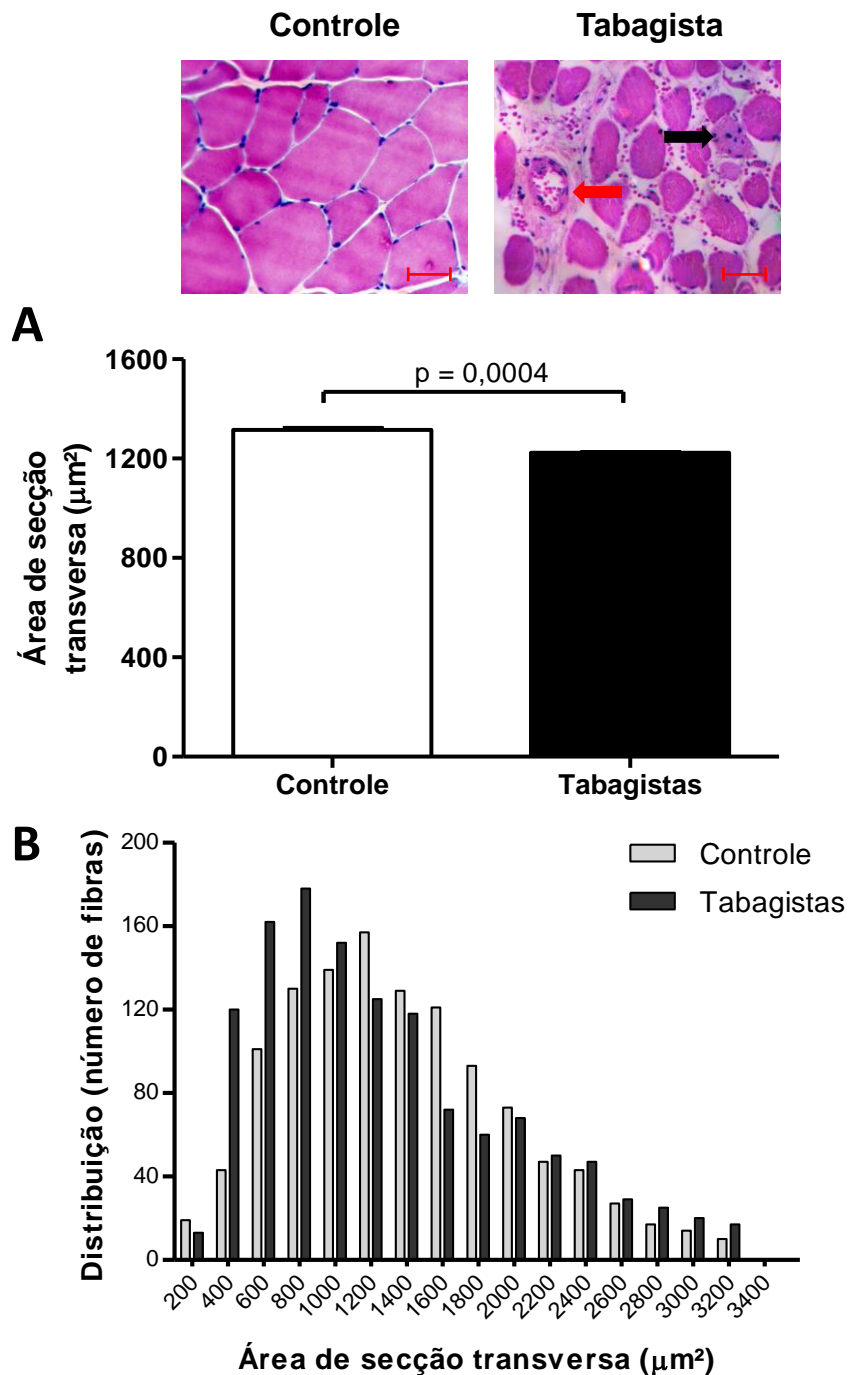 Controle
Tabagista
A
1600
1200
800
400
0
Área de secção
transversa (µm²)
p = 0,0004
Controle
Tabagistas
B
200
160
120
80
40
0
Distribuição (número de fibras)
Controle
Tabagistas
200
400
600
800
1000
1200
1400
1600
1800
2000
2200
2400
2600
2800
3000
3200
3400
Área de secção transversa (µm²)